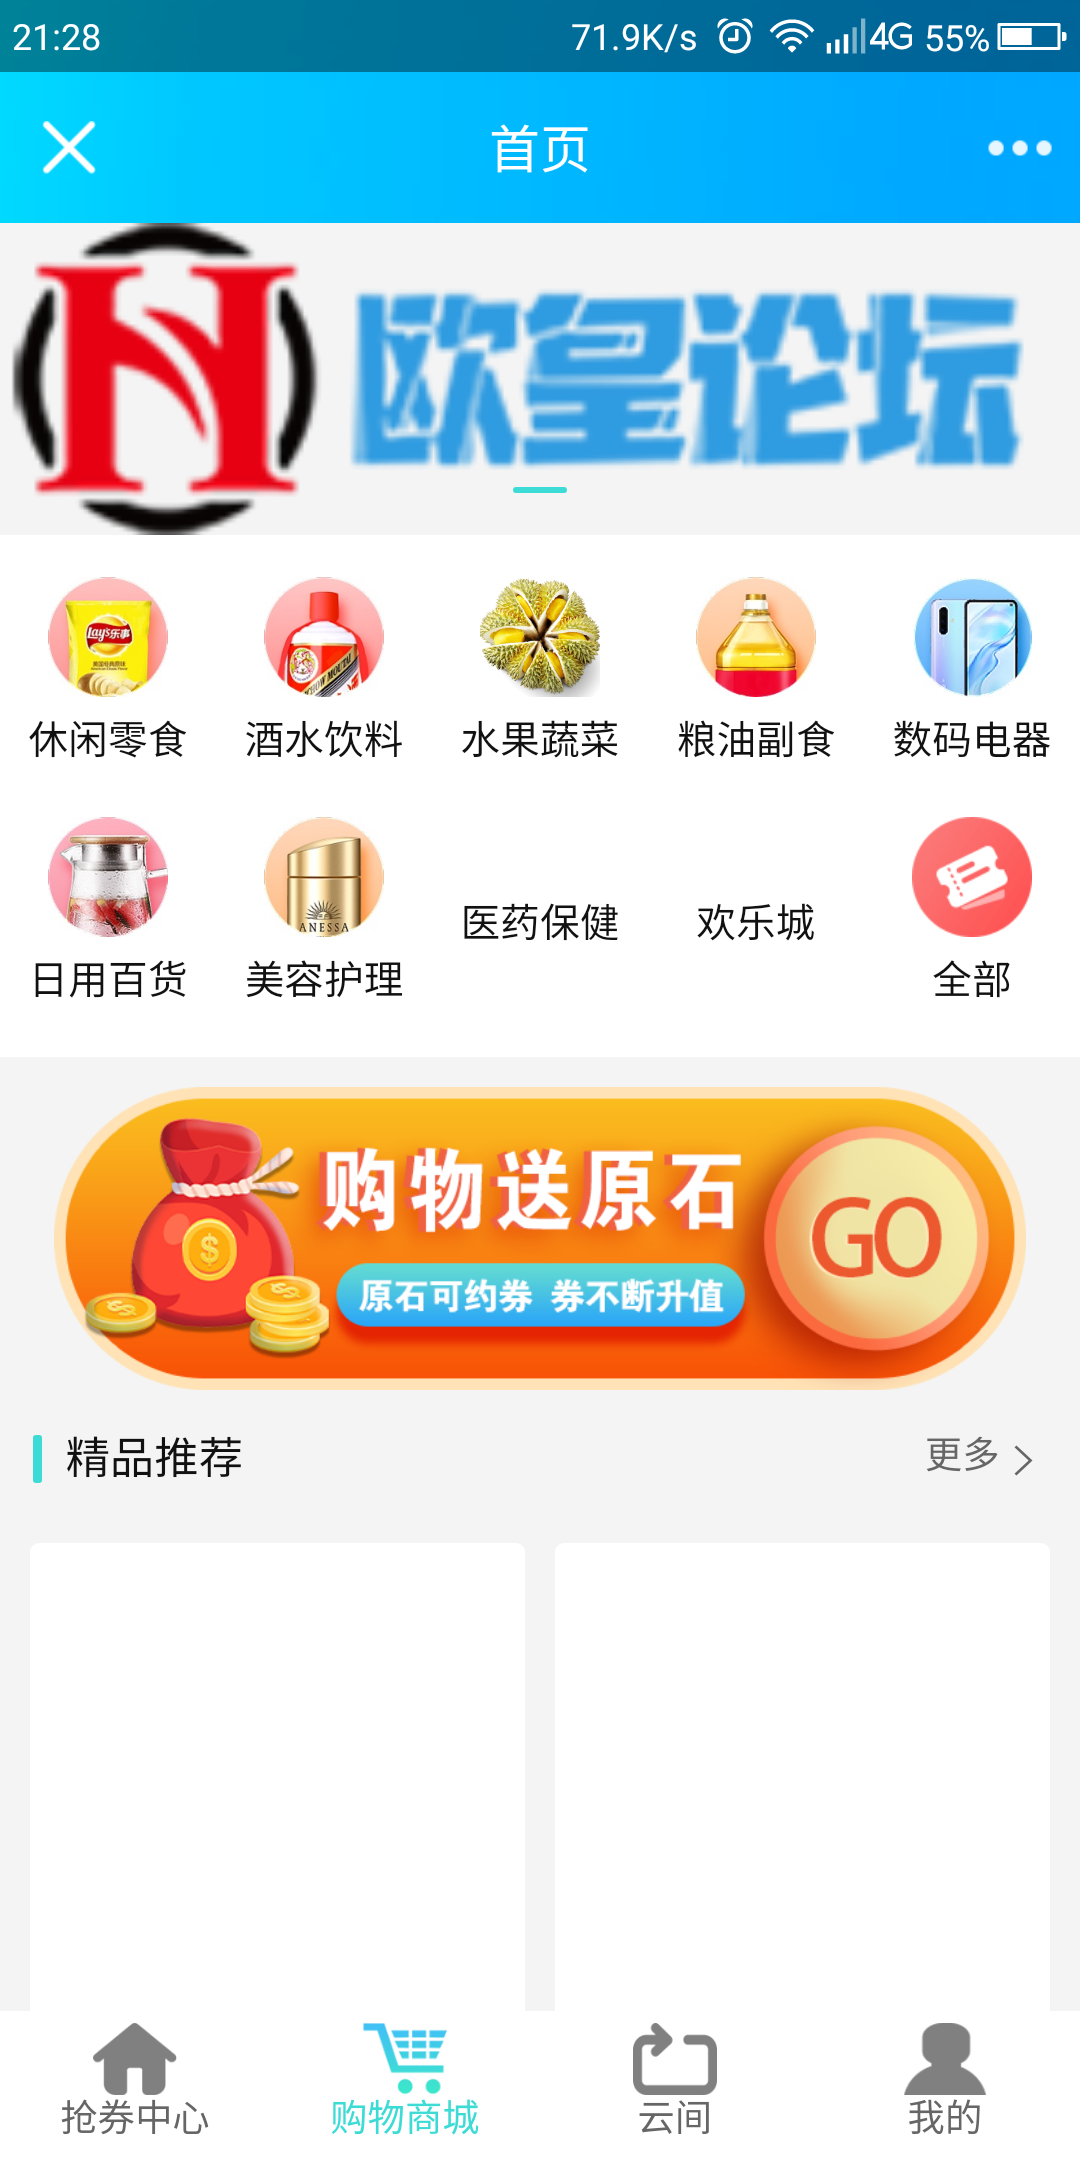 21:28 71.9K/s 4G 55%
首页
欧皇论坛
休闲零食 酒水饮料 水果蔬菜 粮油副食 数码电器
日用百货 美容护理 医药保健 欢乐城 全部
购物送原石
GO
原石可约券 券不断升值
精品推荐 更多
抢券中心 购物商城 云间 我的